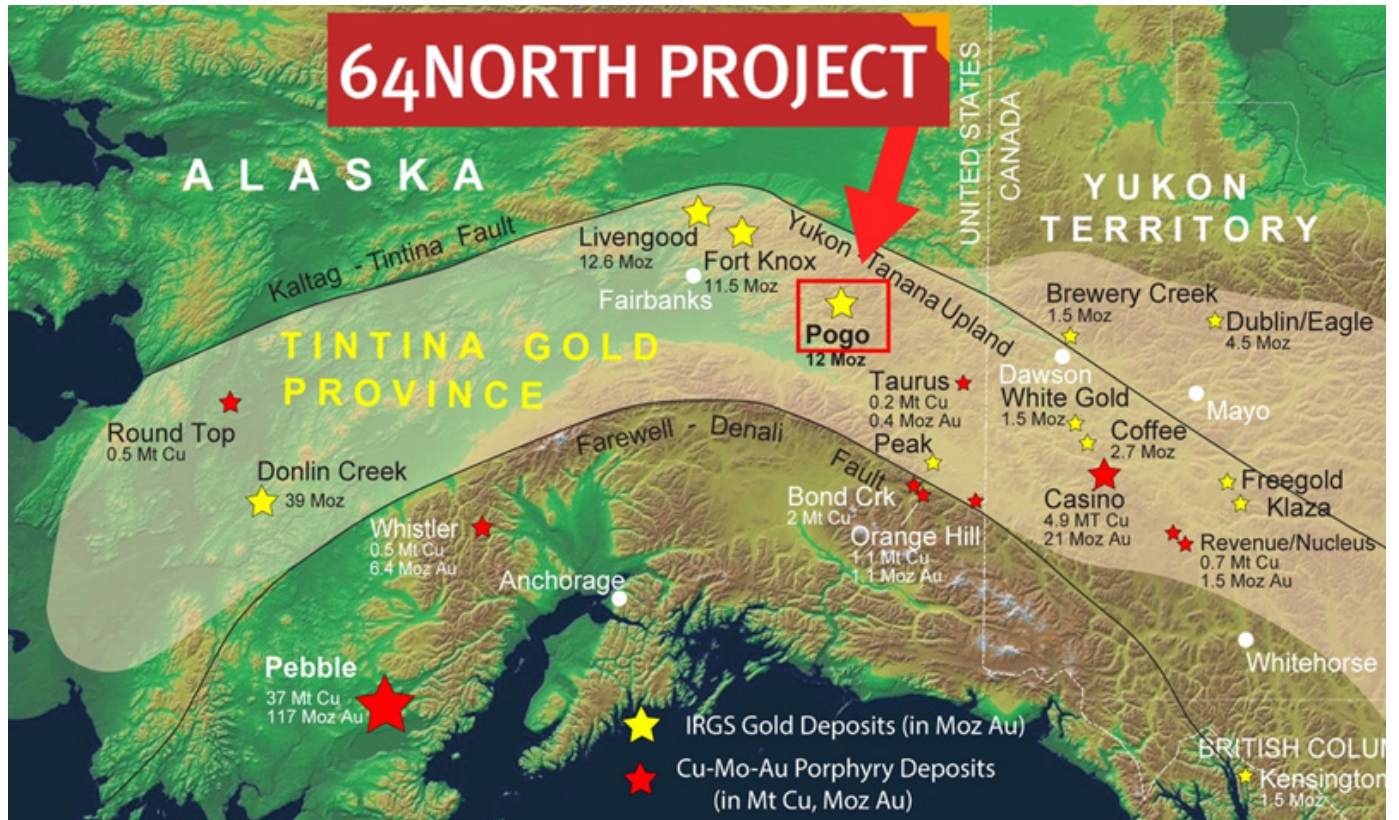 64NORTH PROJECT
UNITED STATES
CANADA
ALASKA
YUKON
TERRITORY
Kaltag - Tintina Fault
Livengood
12.6 Moz
Fort Knox
11.5 Moz
Fairbanks
Yukon - Tanana Upland
Pogo
12 Moz
Brewery Creek
1.5 Moz
Dublin/Eagle
4.5 Moz
Dawson
Mayo
TINTINA GOLD
PROVINCE
Taurus
0.2 Mt Cu
0.4 Moz Au
White Gold
1.5 Moz
Coffee
2.7 Moz
Round Top
0.5 Mt Cu
Donlin Creek
39 Moz
Farewell - Denali Fault
Peak
Bond Crk
2 Mt Cu
Orange Hill
1.1 Mt Cu
1.1 Moz Au
Casino
4.9 MT Cu
21 Moz Au
Freegold
Klaza
Revenue/Nucleus
0.7 Mt Cu
1.5 Moz Au
Whistler
0.5 Mt Cu
6.4 Moz Au
Anchorage
Whitehorse
Pebble
37 Mt Cu
117 Moz Au
IRGS Gold Deposits (in Moz Au)
Cu-Mo-Au Porphyry Deposits
(in Mt Cu, Moz Au)
BRITISH COLUM
Kensington
1.5 Moz